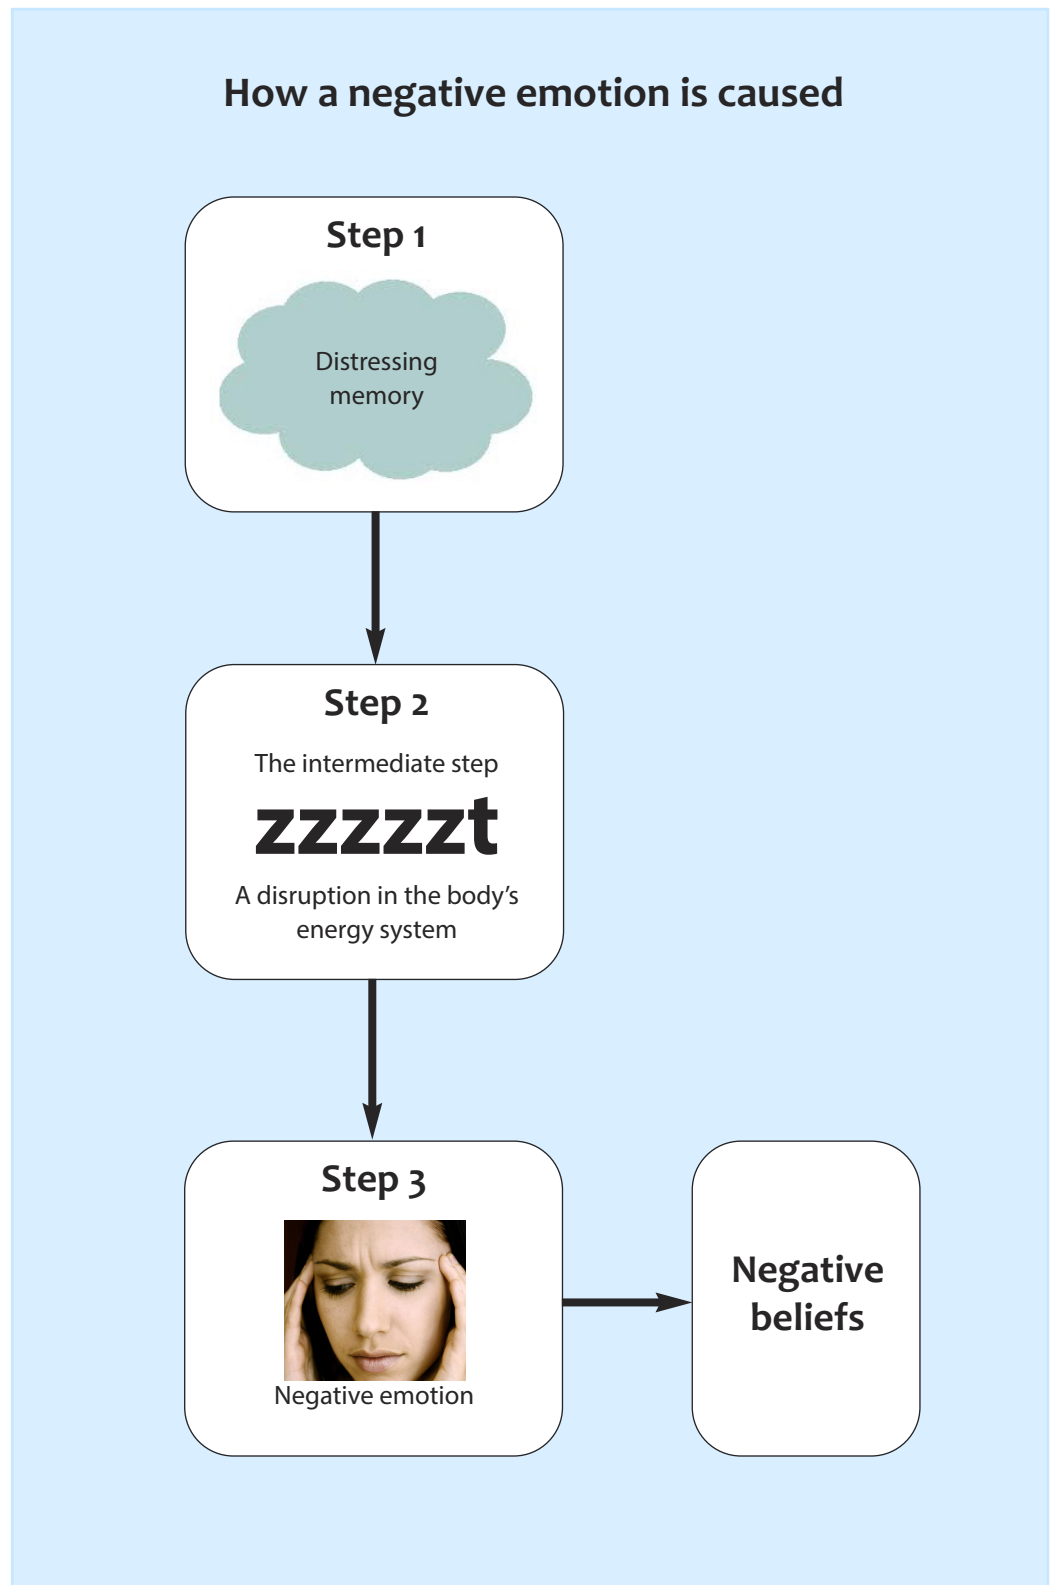 How a negative emotion is caused
Step 1
Distressing
memory
Step 2
The intermediate step
zzzzzt
A disruption in the body’s
energy system
Step 3
Negative emotion
Negative
beliefs